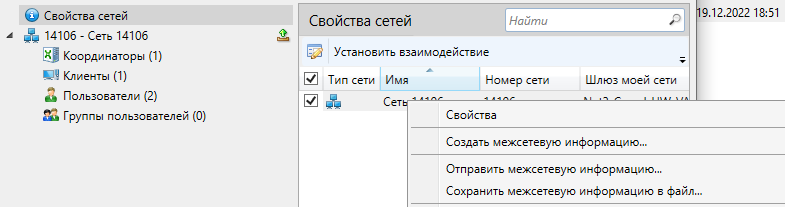 Свойства сетей
14106 - Сеть 14106
Координаторы (1)
Клиенты (1)
Пользователи (2)
Группы пользователей (0)
Свойства сетей
Найти
Установить взаимодействие
Тип сети Имя Номер сети Шлюз моей сети
Сеть 14106 14106
Свойства
Создать межсетевую информацию...
Отправить межсетевую информацию...
Сохранить межсетевую информацию в файл...
19.12.2022 18:51